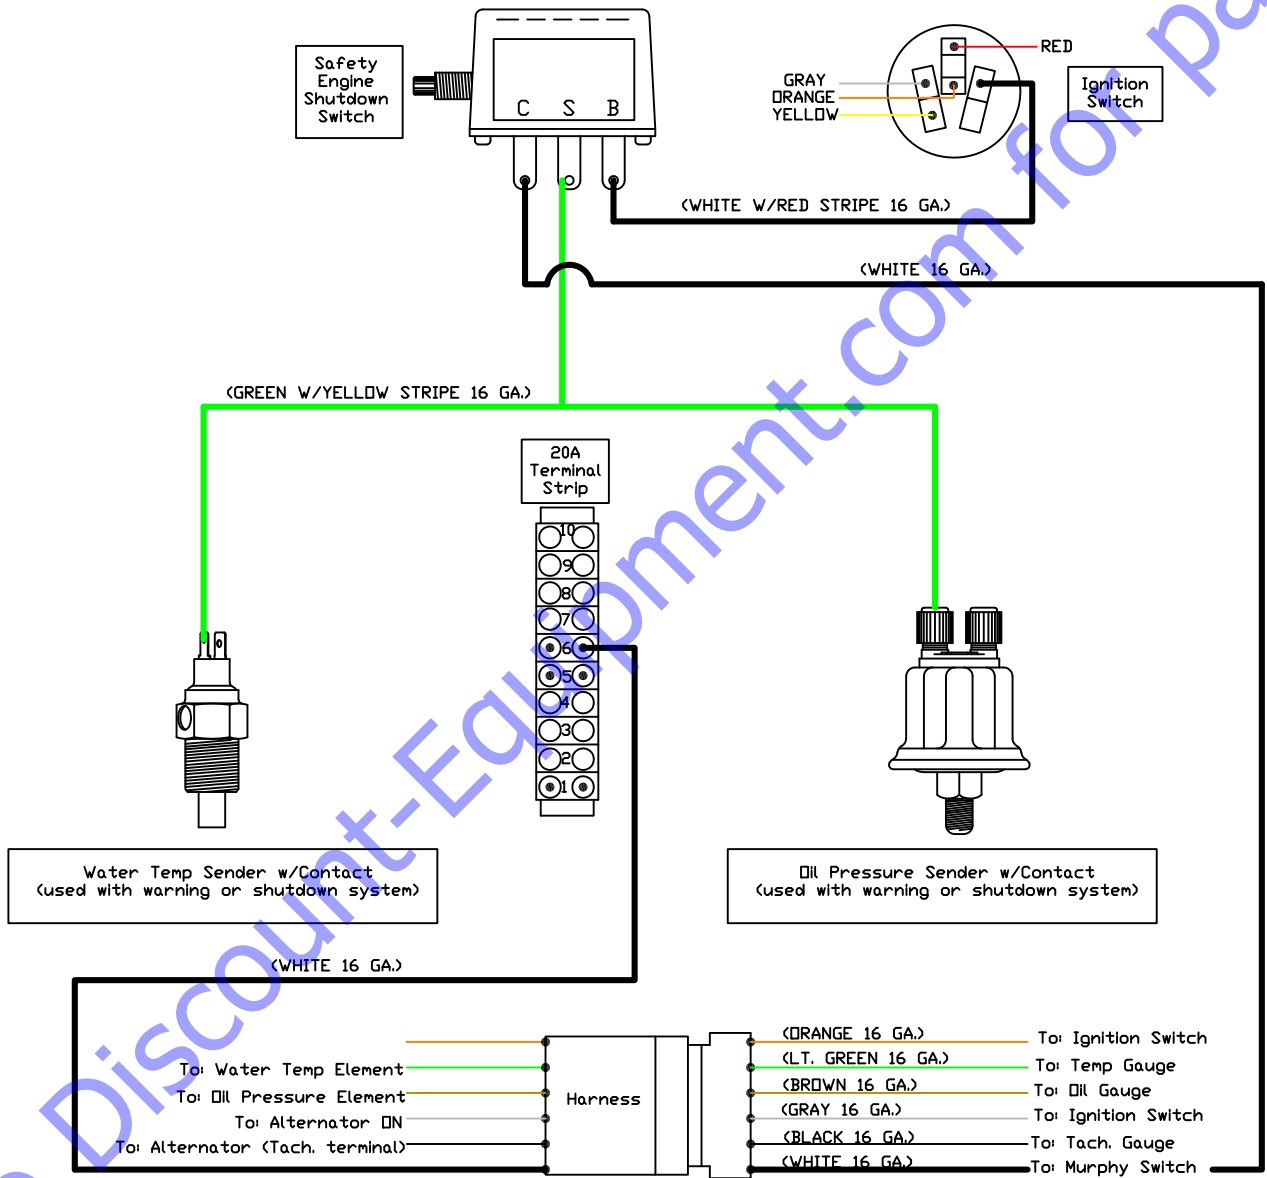 Safety
Engine
Shutdown
Switch
C S B
RED
GRAY
ORANGE
YELLOW
Ignition
Switch
(WHITE W/RED STRIPE 16 GA.)
(WHITE 16 GA.)
(GREEN W/YELLOW STRIPE 16 GA.)
20A
Terminal
Strip
10
9
8
7
6
5
4
3
2
1
Water Temp Sender w/Contact
(used with warning or shutdown system)
Oil Pressure Sender w/Contact
(used with warning or shutdown system)
(WHITE 16 GA.)
To: Water Temp Element
To: Oil Pressure Element
To: Alternator ON
To: Alternator (Tach. terminal)
Harness
(ORANGE 16 GA.) To: Ignition Switch
(LT. GREEN 16 GA.) To: Temp Gauge
(BROWN 16 GA.) To: Oil Gauge
(GRAY 16 GA.) To: Ignition Switch
(BLACK 16 GA.) To: Tach. Gauge
(WHITE 16 GA.) To: Murphy Switch
Discount-Equipment.com for